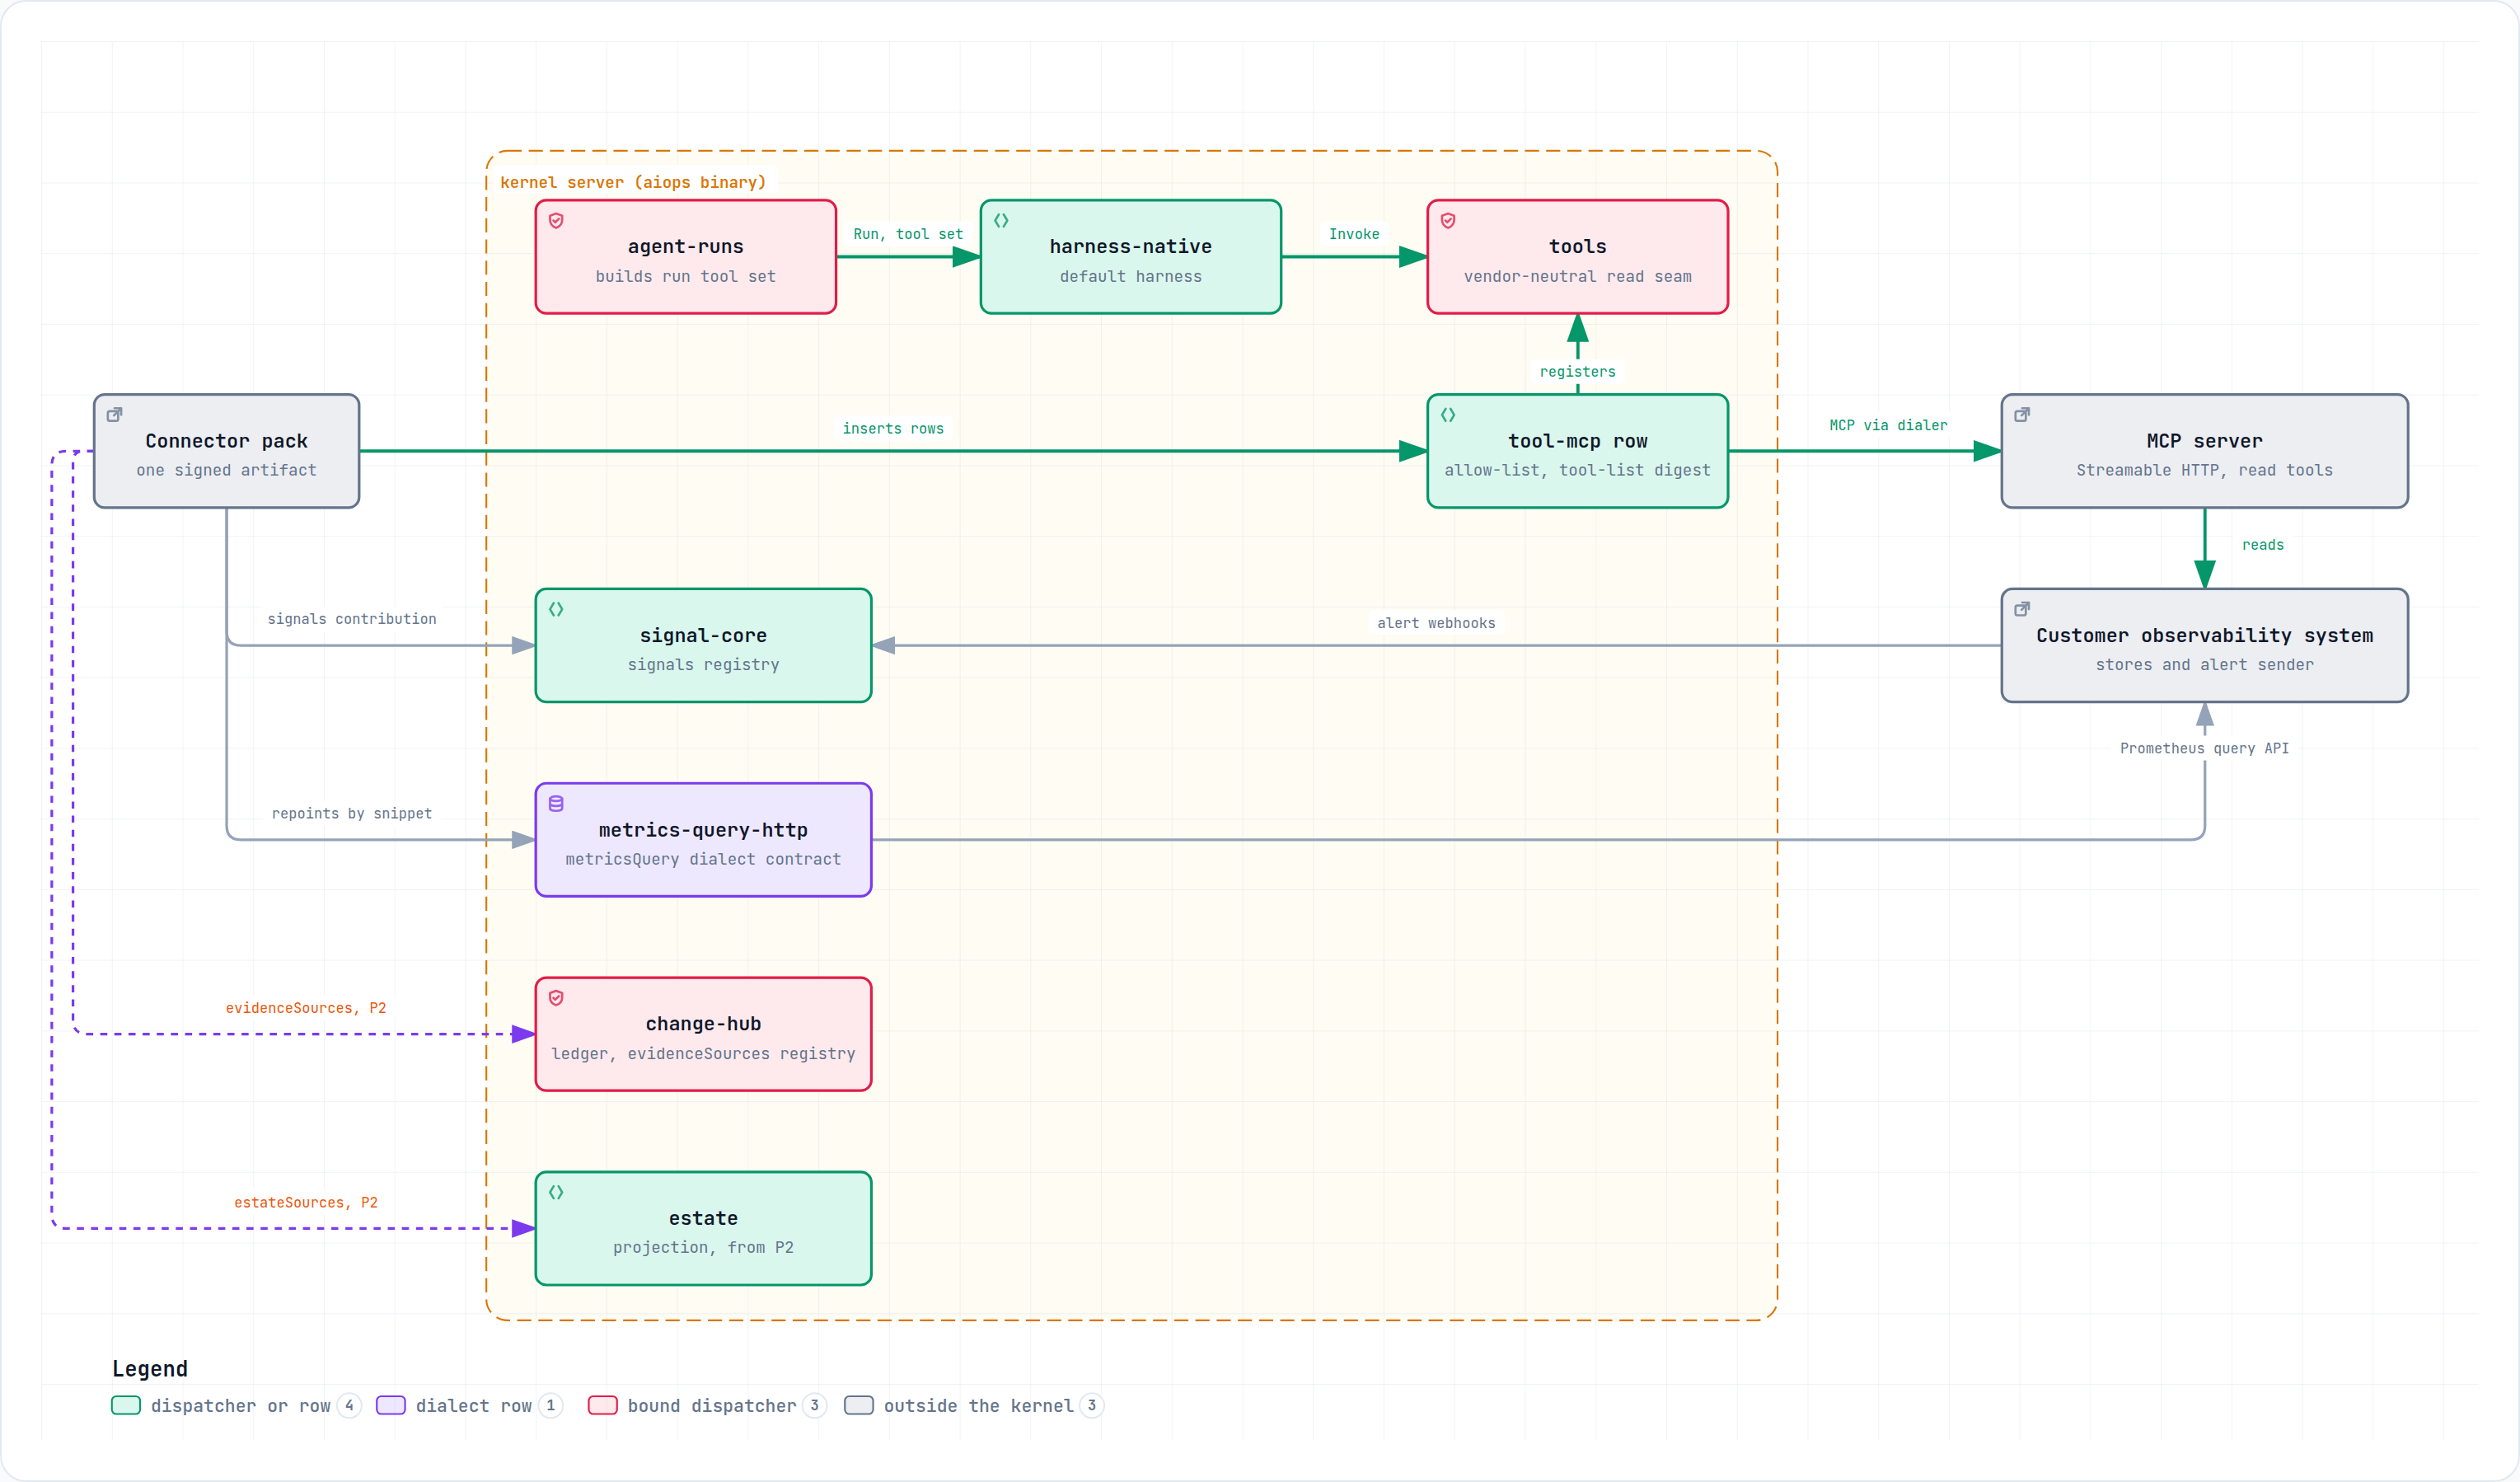 kernel server (aiops binary)
agent-runs
builds run tool set
Run, tool set
harness-native
default harness
Invoke
tools
vendor-neutral read seam
registers
Connector pack
one signed artifact
inserts rows
tool-mcp row
allow-list, tool-list digest
MCP via dialer
MCP server
Streamable HTTP, read tools
reads
signals contribution
signal-core
signals registry
alert webhooks
Customer observability system
stores and alert sender
Prometheus query API
repoints by snippet
metrics-query-http
metricsQuery dialect contract
evidenceSources, P2
change-hub
ledger, evidenceSources registry
estateSources, P2
estate
projection, from P2
Legend
dispatcher or row 4 dialect row 1 bound dispatcher 3 outside the kernel 3